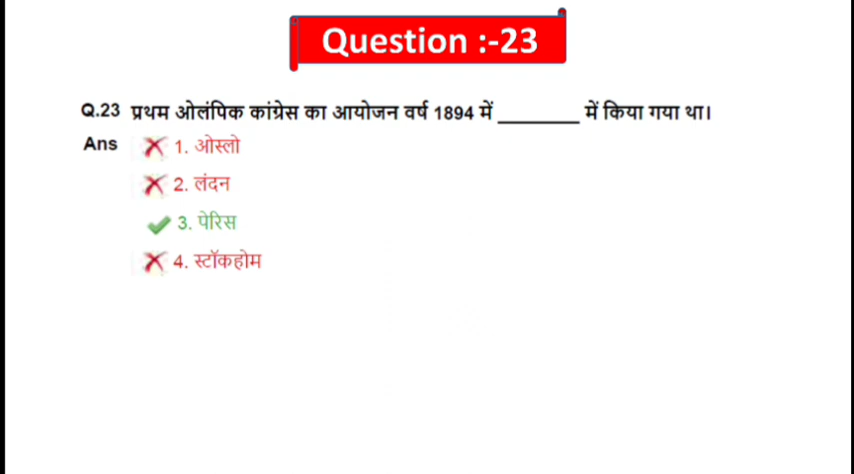 Question :-23
Q.23 प्रथम ओलंपिक कांग्रेस का आयोजन वर्ष 1894 में ________ में किया गया था।
Ans 1. ओस्लो
2. लंदन
3. पेरिस
4. स्टॉकहोम